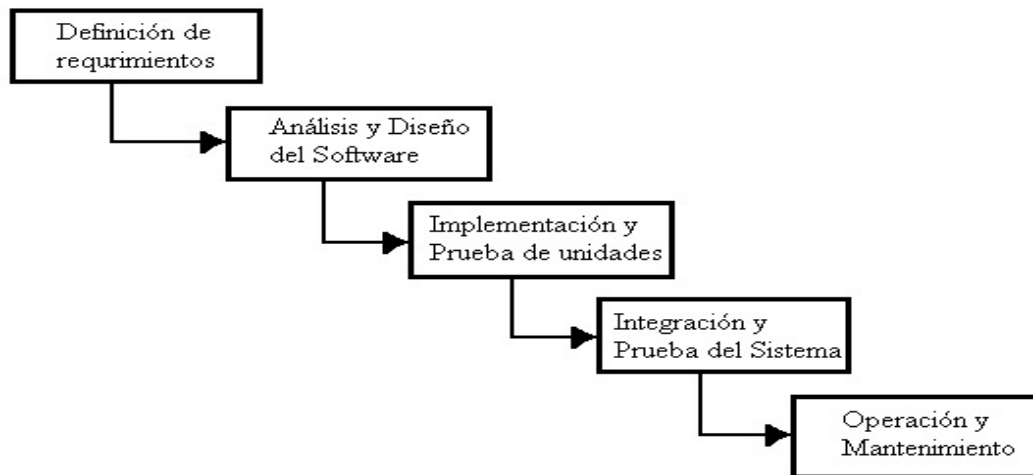 Definición de
requrimientos
Análisis y Diseño
del Software
Implementación y
Prueba de unidades
Integración y
Prueba del Sistema
Operación y
Mantenimiento